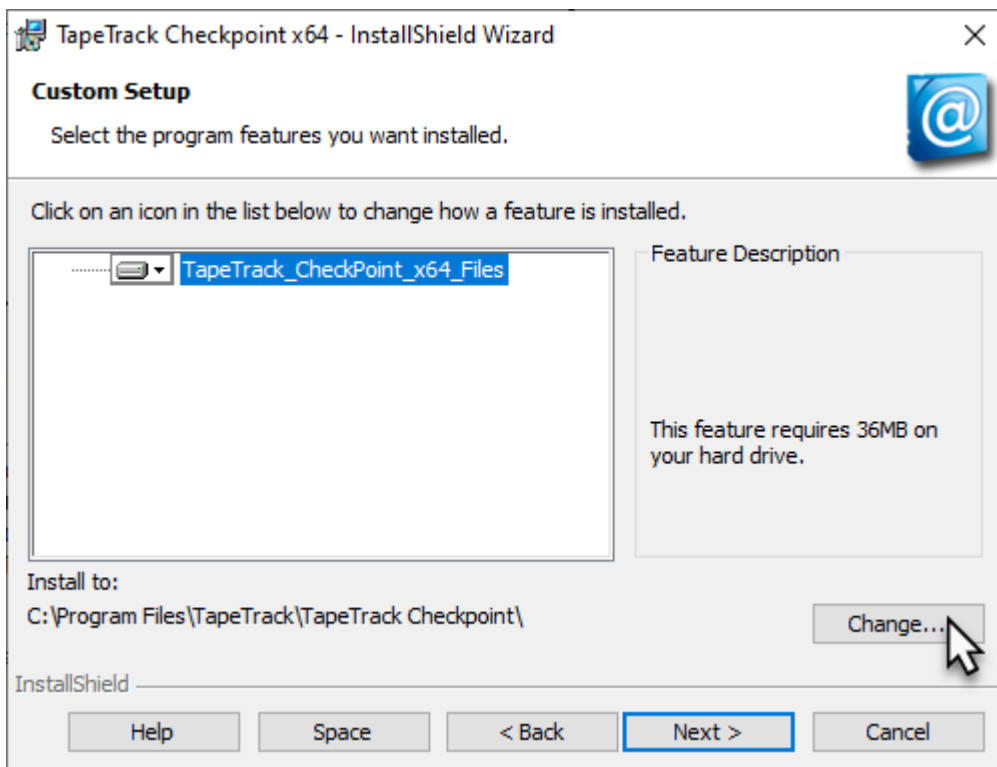 TapeTrack Checkpoint x64 - InstallShield Wizard
Custom Setup
Select the program features you want installed.
Click on an icon in the list below to change how a feature is installed.
TapeTrack_CheckPoint_x64_Files
Feature Description
This feature requires 36MB on
your hard drive.
Install to:
C:\Program Files\TapeTrack\TapeTrack Checkpoint\
Change...
InstallShield
Help
Space
< Back
Next >
Cancel